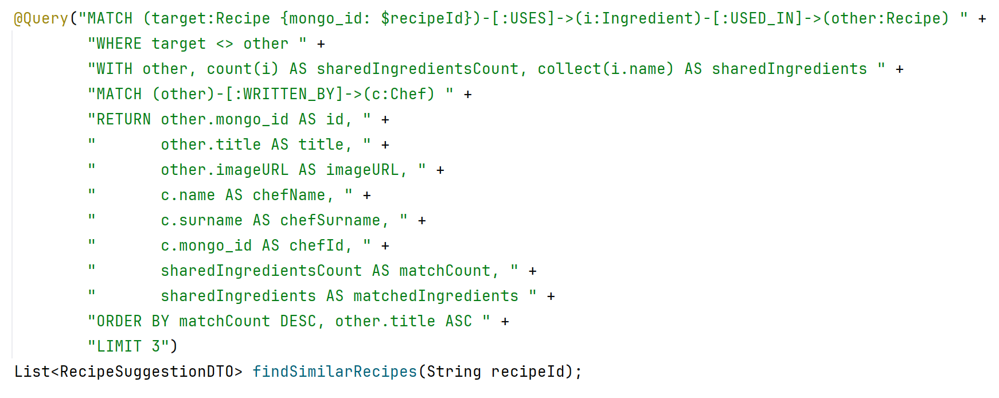 @Query("MATCH (target:Recipe {mongo_id: $recipeId})-[:USES]->(i:Ingredient)-[:USED_IN]->(other:Recipe) " +
        "WHERE target <> other " +
        "WITH other, count(i) AS sharedIngredientsCount, collect(i.name) AS sharedIngredients " +
        "MATCH (other)-[:WRITTEN_BY]->(c:Chef) " +
        "RETURN other.mongo_id AS id, " +
        "       other.title AS title, " +
        "       other.imageURL AS imageURL, " +
        "       c.name AS chefName, " +
        "       c.surname AS chefSurname, " +
        "       c.mongo_id AS chefId, " +
        "       sharedIngredientsCount AS matchCount, " +
        "       sharedIngredients AS matchedIngredients " +
        "ORDER BY matchCount DESC, other.title ASC " +
        "LIMIT 3")
List<RecipeSuggestionDTO> findSimilarRecipes(String recipeId);